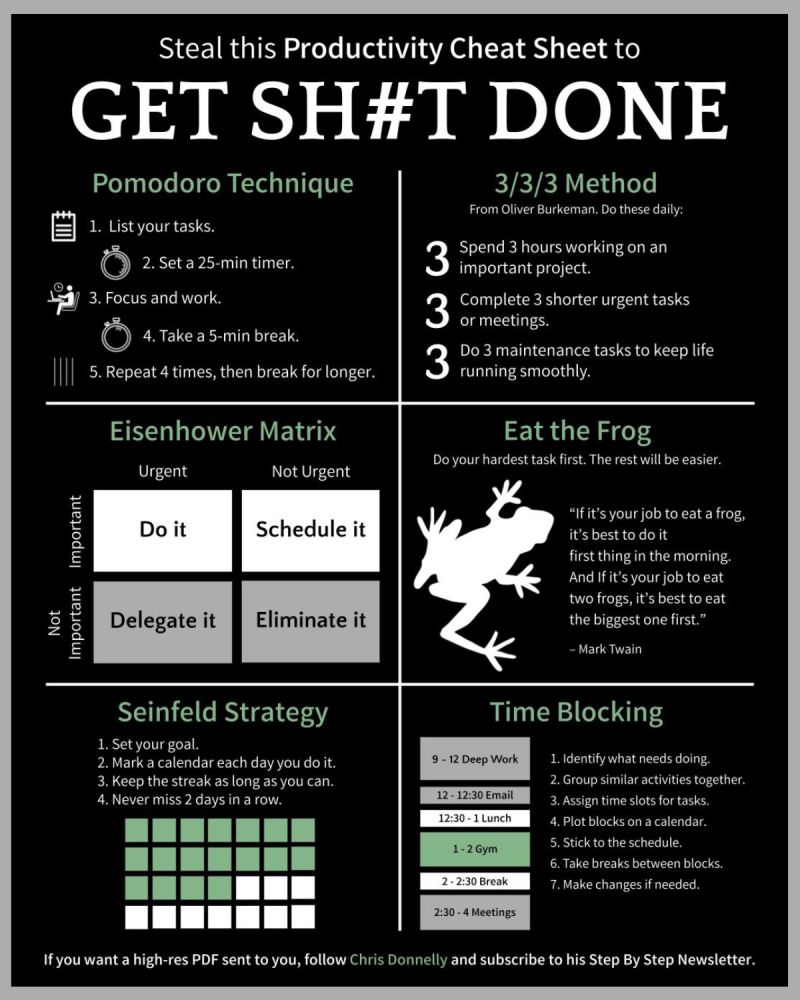 Steal this Productivity Cheat Sheet to
GET SH#T DONE
Pomodoro Technique
1. List your tasks.
2. Set a 25-min timer.
3. Focus and work.
4. Take a 5-min break.
5. Repeat 4 times, then break for longer.
3/3/3 Method
From Oliver Burkeman. Do these daily:
3 Spend 3 hours working on an
important project.
3 Complete 3 shorter urgent tasks
or meetings.
3 Do 3 maintenance tasks to keep life
running smoothly.
Eisenhower Matrix
Urgent
Not Urgent
Important
Do it
Schedule it
Not
Important
Delegate it
Eliminate it
Eat the Frog
Do your hardest task first. The rest will be easier.
“If it’s your job to eat a frog,
it’s best to do it
first thing in the morning.
And If it’s your job to eat
two frogs, it’s best to eat
the biggest one first.”
– Mark Twain
Seinfeld Strategy
1. Set your goal.
2. Mark a calendar each day you do it.
3. Keep the streak as long as you can.
4. Never miss 2 days in a row.
Time Blocking
9 - 12 Deep Work
12 - 12:30 Email
12:30 - 1 Lunch
1 - 2 Gym
2 - 2:30 Break
2:30 - 4 Meetings
1. Identify what needs doing.
2. Group similar activities together.
3. Assign time slots for tasks.
4. Plot blocks on a calendar.
5. Stick to the schedule.
6. Take breaks between blocks.
7. Make changes if needed.
If you want a high-res PDF sent to you, follow Chris Donnelly and subscribe to his Step By Step Newsletter.